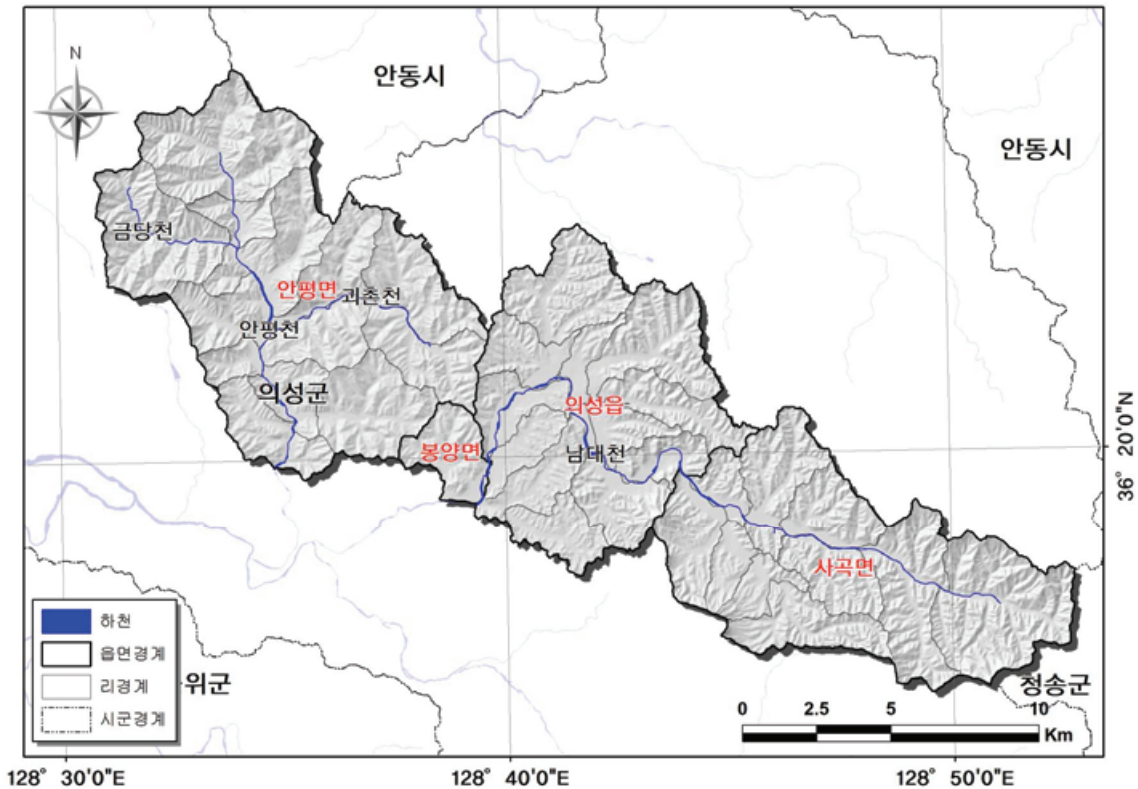 N
안동시
안동시
금당천
안평면
괴촌천
안평천
의성군
의성읍
봉양면
남대천
사곡면
36° 20'0"N
하천
읍면경계
리경계
시군경계
위군
청송군
0 2.5 5 10
Km
128° 30'0"E
128° 40'0"E
128° 50'0"E